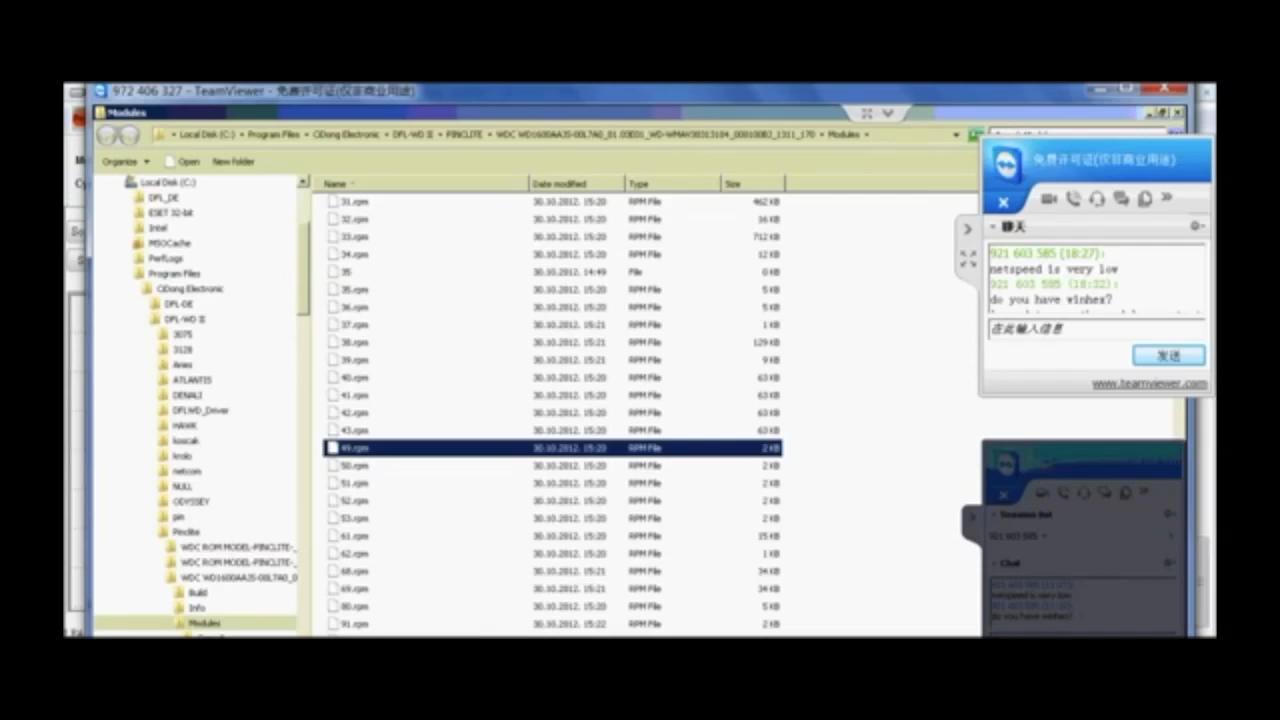 972 406 327 - TeamViewer - 免费许可证(仅非商业用途)
Modules
Local Disk (C:) Program Files CiDong Electronic DFL-WD II PINCLITE Modules
Organize Open New folder
Local Disk (C:)
DFL_DE
ESET 32-bit
Intel
MSOCache
PerfLogs
Program Files
CiDong Electronic
DFL-DE
DFL-WD II
3075
3128
Aries
ATLANTIS
DENALI
DFLWD_Driver
HAWK
koscak
krolo
netcom
NULL
ODYSSEY
pin
Pinclite
WDC ROM MODEL-PINCLITE-_
WDC ROM MODEL-PINCLITE-_
WDC WD1600AAJS-00L7A0_0
Build
Info
Modules
Name Date modified Type Size
31.rpm 30.10.2012. 15:20 RPM File 462 KB
32.rpm 30.10.2012. 15:20 RPM File 16 KB
33.rpm 30.10.2012. 15:20 RPM File 712 KB
34.rpm 30.10.2012. 15:20 RPM File 12 KB
35 30.10.2012. 14:49 File 0 KB
35.rpm 30.10.2012. 15:20 RPM File 5 KB
36.rpm 30.10.2012. 15:20 RPM File 5 KB
37.rpm 30.10.2012. 15:21 RPM File 1 KB
38.rpm 30.10.2012. 15:21 RPM File 129 KB
39.rpm 30.10.2012. 15:21 RPM File 9 KB
40.rpm 30.10.2012. 15:20 RPM File 63 KB
41.rpm 30.10.2012. 15:20 RPM File 63 KB
42.rpm 30.10.2012. 15:20 RPM File 63 KB
43.rpm 30.10.2012. 15:20 RPM File 63 KB
49.rpm 30.10.2012. 15:20 RPM File 2 KB
50.rpm 30.10.2012. 15:20 RPM File 2 KB
51.rpm 30.10.2012. 15:20 RPM File 2 KB
52.rpm 30.10.2012. 15:20 RPM File 2 KB
53.rpm 30.10.2012. 15:20 RPM File 2 KB
61.rpm 30.10.2012. 15:20 RPM File 15 KB
62.rpm 30.10.2012. 15:20 RPM File 1 KB
68.rpm 30.10.2012. 15:21 RPM File 34 KB
69.rpm 30.10.2012. 15:21 RPM File 34 KB
80.rpm 30.10.2012. 15:20 RPM File 5 KB
91.rpm 30.10.2012. 15:22 RPM File 2 KB
免费许可证(仅非商业用途)
聊天
921 603 585 (18:27):
netspeed is very low
921 603 585 (18:32):
do you have winhex?
在此输入信息
发送
www.teamviewer.com
Session list
921 603 585
Chat
netspeed is very low
do you have winhex?